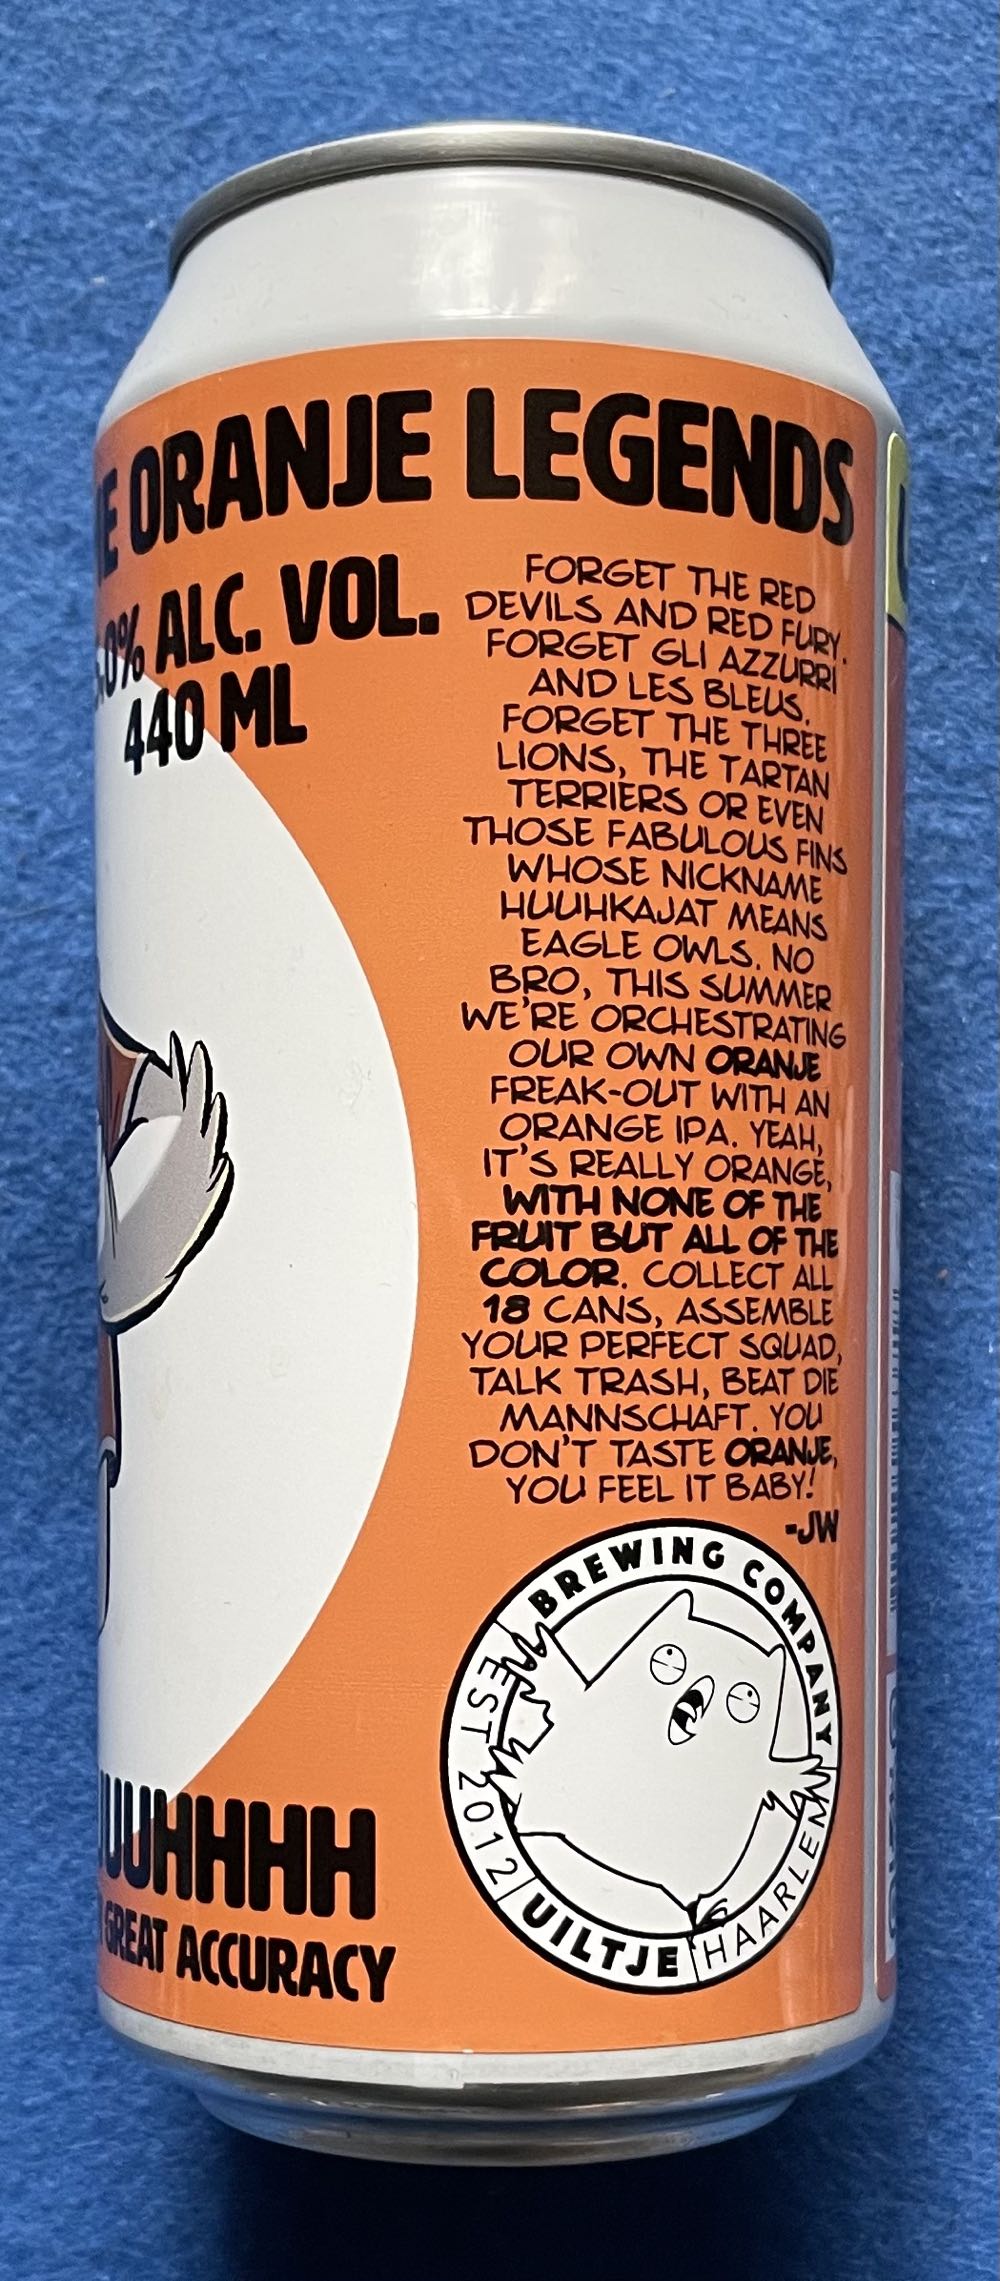 ORANJE LEGENDS
% ALC. VOL.
440 ML
FORGET THE RED
DEVILS AND RED FURY.
FORGET GLI AZZURRI
AND LES BLEUS.
FORGET THE THREE
LIONS, THE TARTAN
TERRIERS OR EVEN
THOSE FABULOUS FINS
WHOSE NICKNAME
HUUHKAJAT MEANS
EAGLE OWLS. NO
BRO, THIS SUMMER
WE'RE ORCHESTRATING
OUR OWN ORANJE
FREAK-OUT WITH AN
ORANGE IPA. YEAH,
IT'S REALLY ORANGE,
WITH NONE OF THE
FRUIT BUT ALL OF THE
COLOR. COLLECT ALL
18 CANS, ASSEMBLE
YOUR PERFECT SQUAD,
TALK TRASH, BEAT DIE
MANNSCHAFT. YOU
DON'T TASTE ORANJE,
YOU FEEL IT BABY!
-JW
UUHHHH
GREAT ACCURACY
BREWING COMPANY
EST 2012
UILTJE
HAARLEM